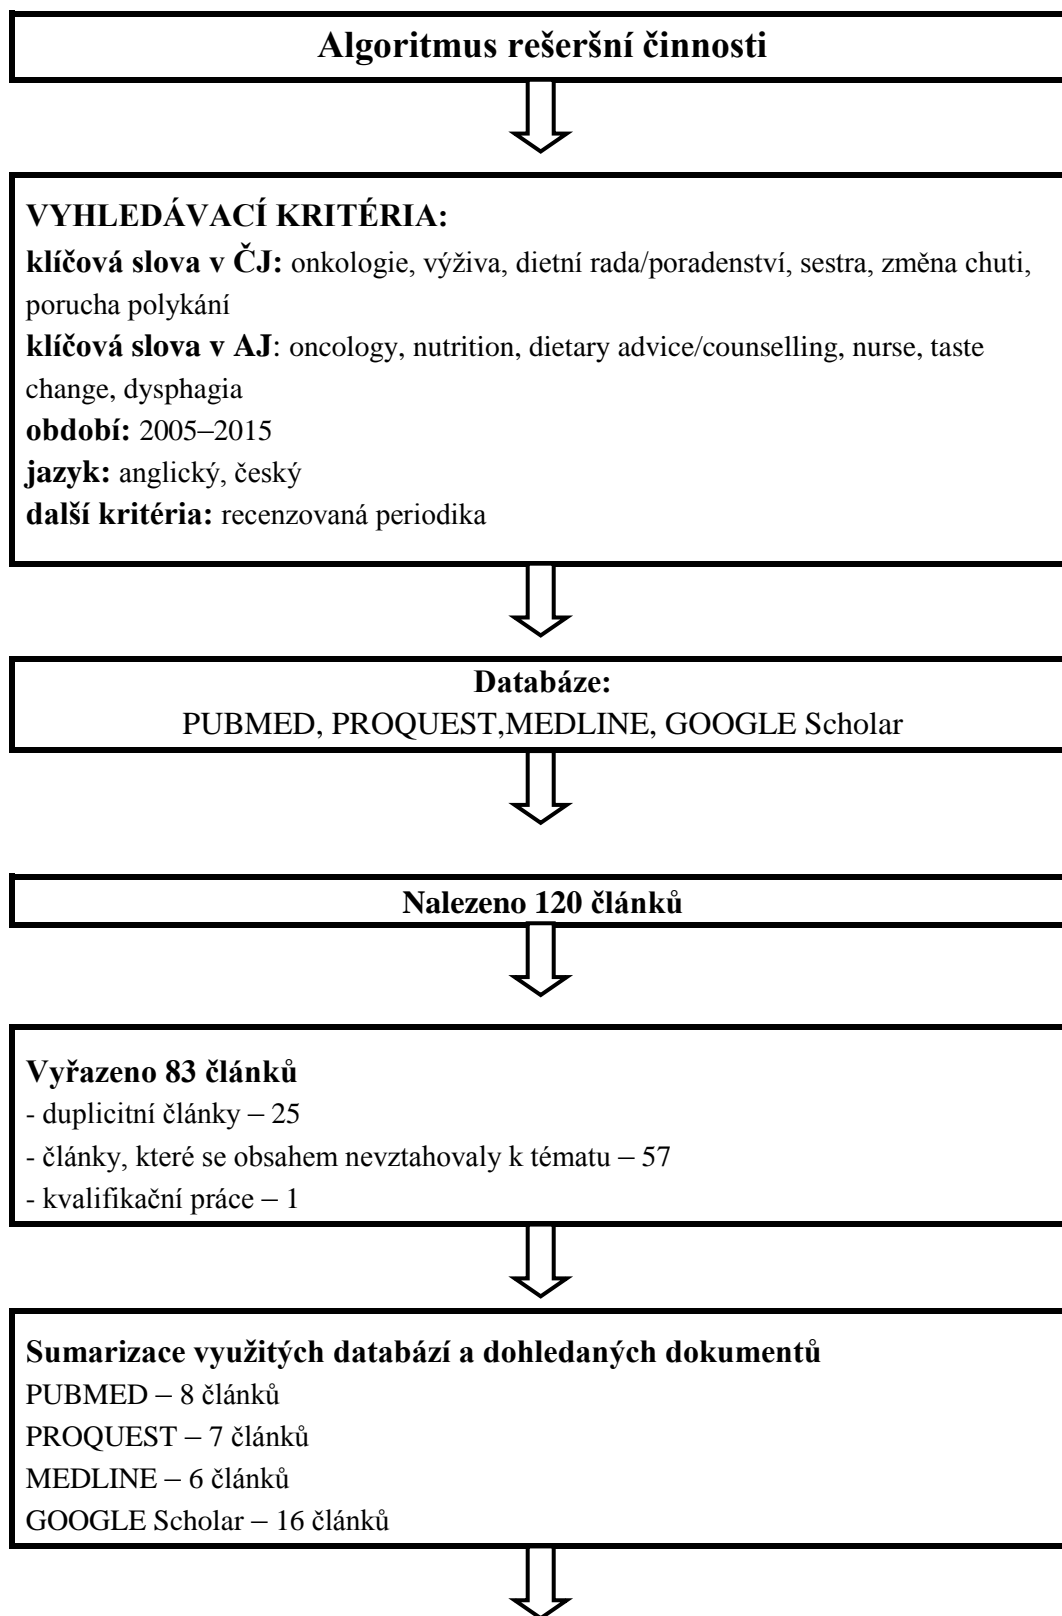 Algoritmus rešeršní činnosti
VYHLEDÁVACÍ KRITÉRIA:
klíčová slova v ČJ: onkologie, výživa, dietní rada/poradenství, sestra, změna chuti,
porucha polykání
klíčová slova v AJ: oncology, nutrition, dietary advice/counselling, nurse, taste
change, dysphagia
období: 2005–2015
jazyk: anglický, český
další kritéria: recenzovaná periodika
Databáze:
PUBMED, PROQUEST,MEDLINE, GOOGLE Scholar
Nalezeno 120 článků
Vyřazeno 83 článků
- duplicitní články – 25
- články, které se obsahem nevztahovaly k tématu – 57
- kvalifikační práce – 1
Sumarizace využitých databází a dohledaných dokumentů
PUBMED – 8 článků
PROQUEST – 7 článků
MEDLINE – 6 článků
GOOGLE Scholar – 16 článků